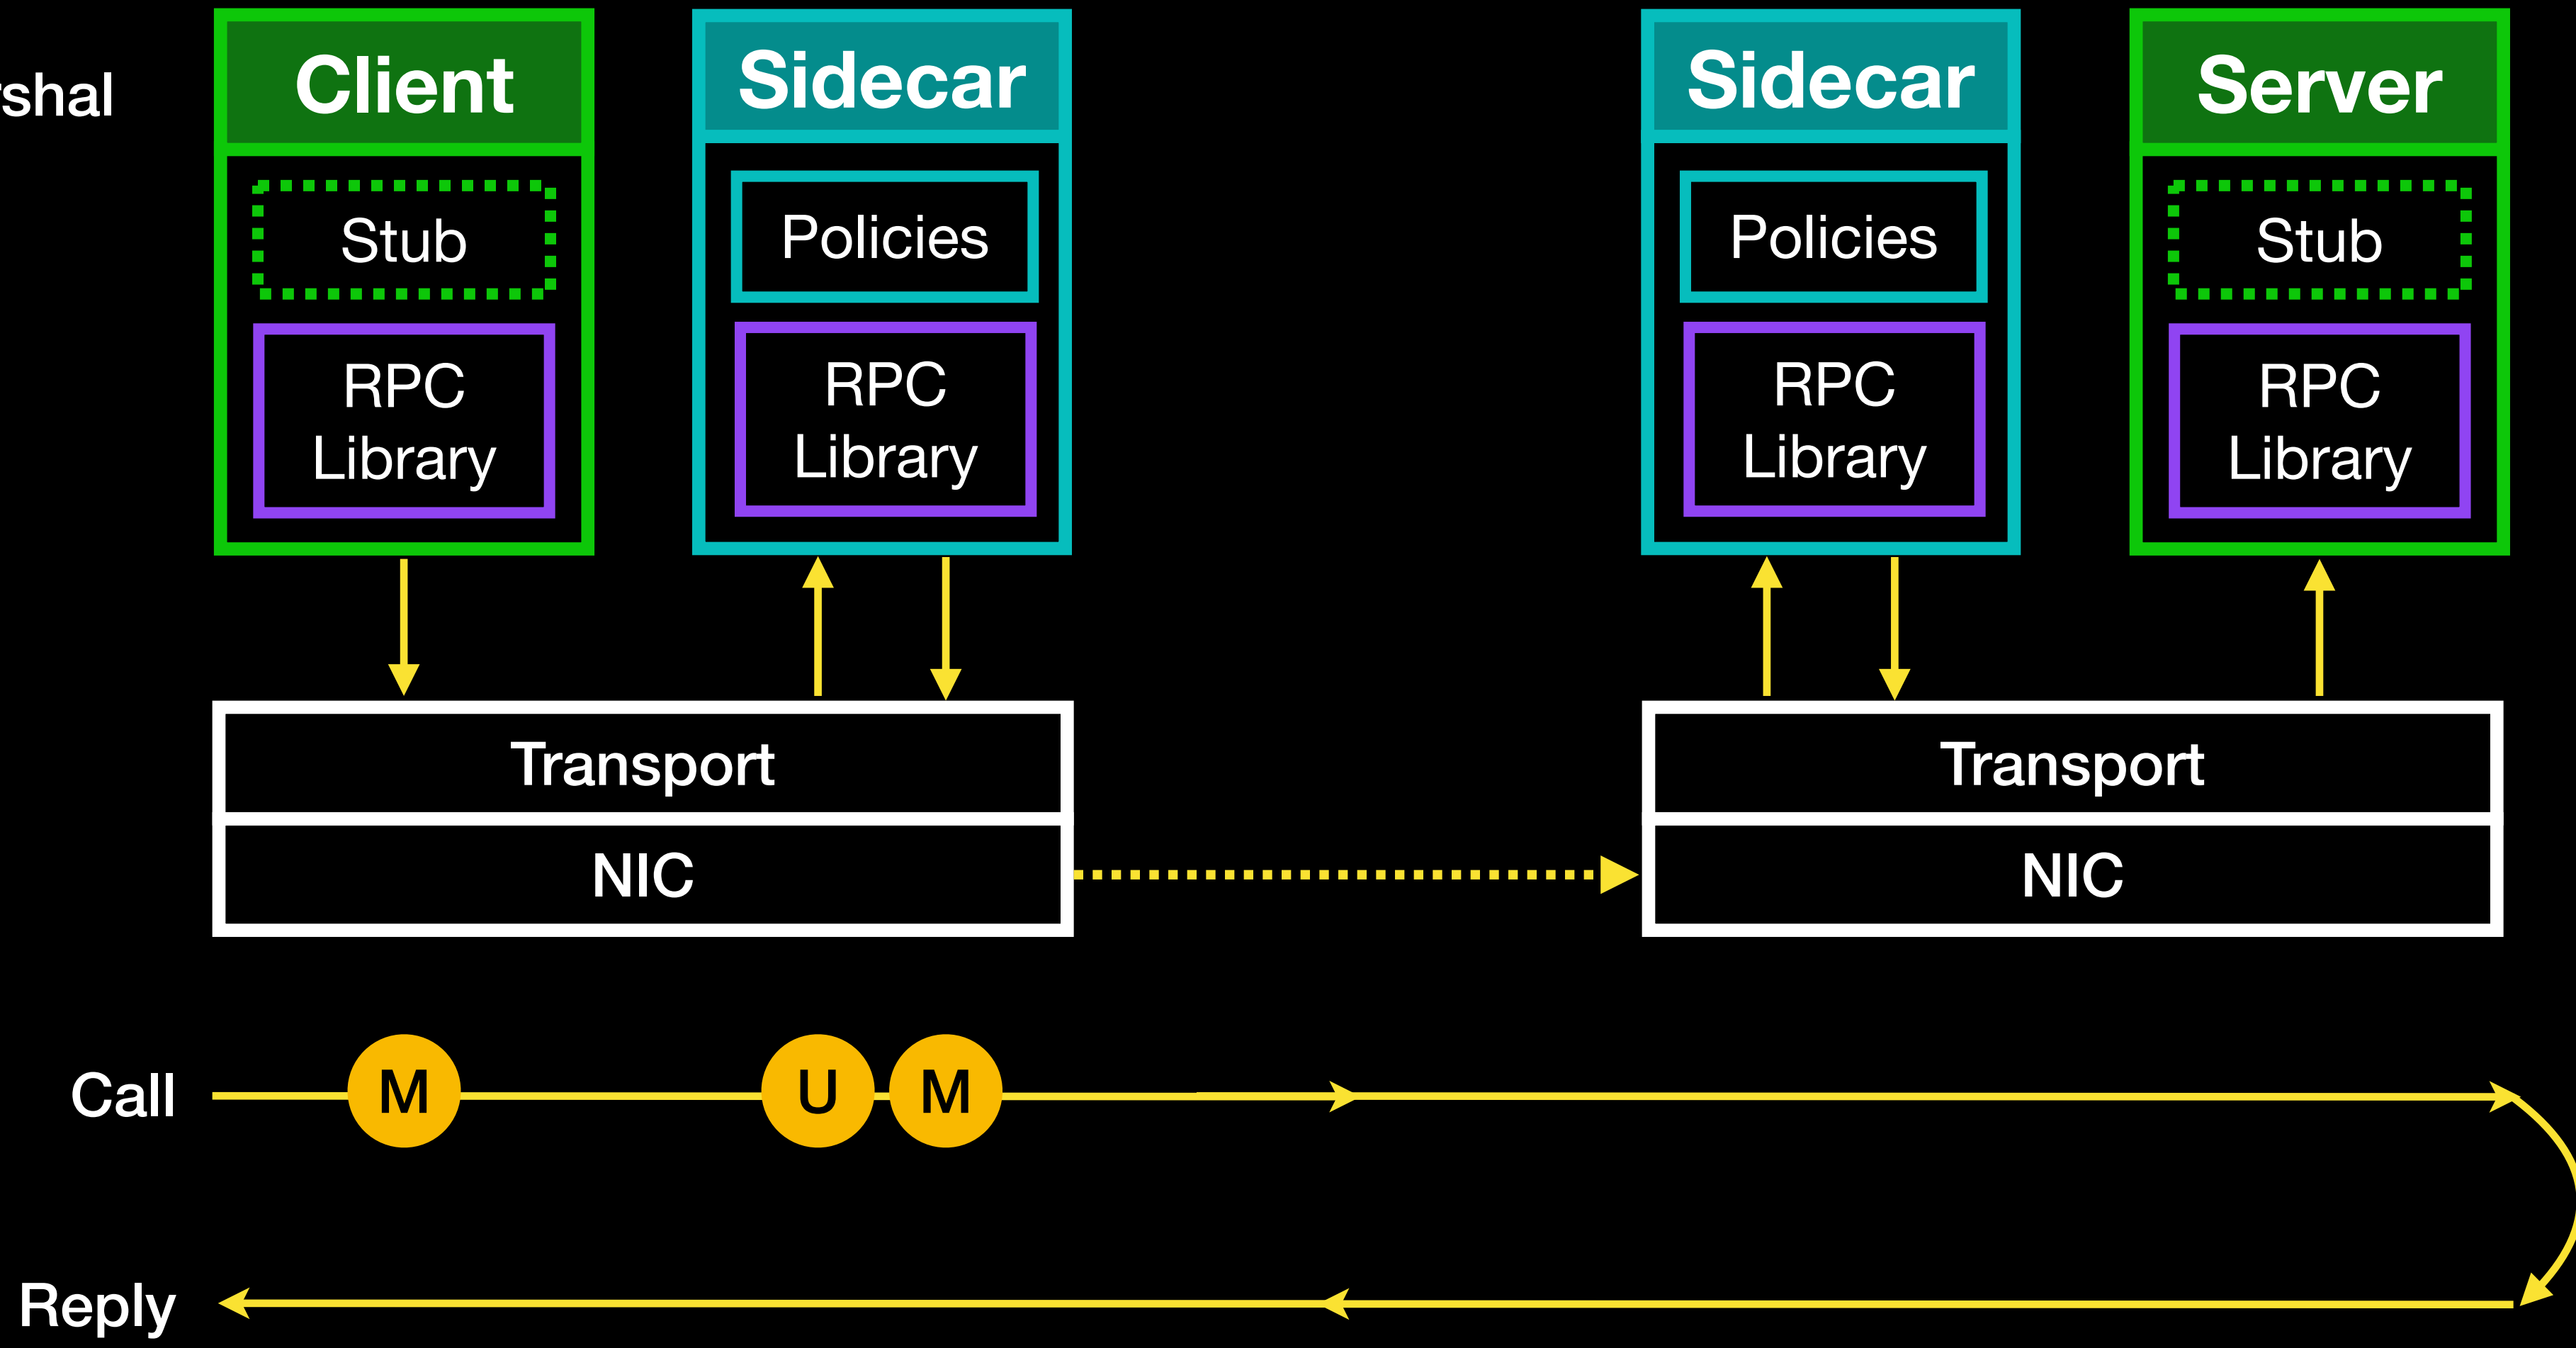 shal
Client
Sidecar
Sidecar
Server
Stub
Policies
Policies
Stub
RPC
Library
RPC
Library
RPC
Library
RPC
Library
Transport
Transport
NIC
NIC
Call
M
U
M
Reply